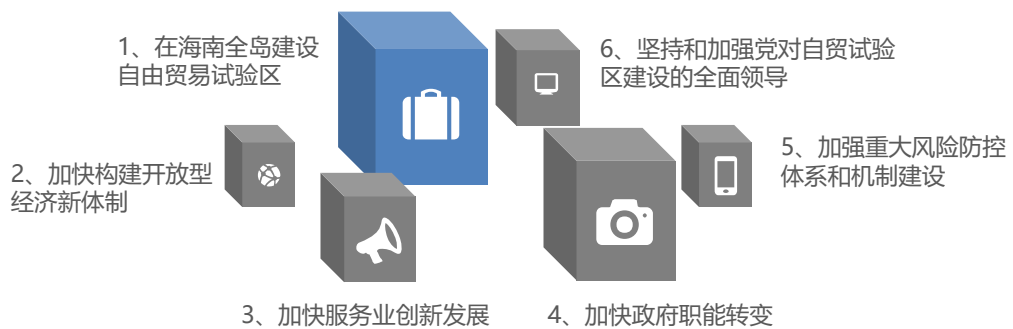 1、在海南全岛建设
自由贸易试验区
2、加快构建开放型
经济新体制
3、加快服务业创新发展
4、加快政府职能转变
5、加强重大风险防控
体系和机制建设
6、坚持和加强党对自贸试验
区建设的全面领导